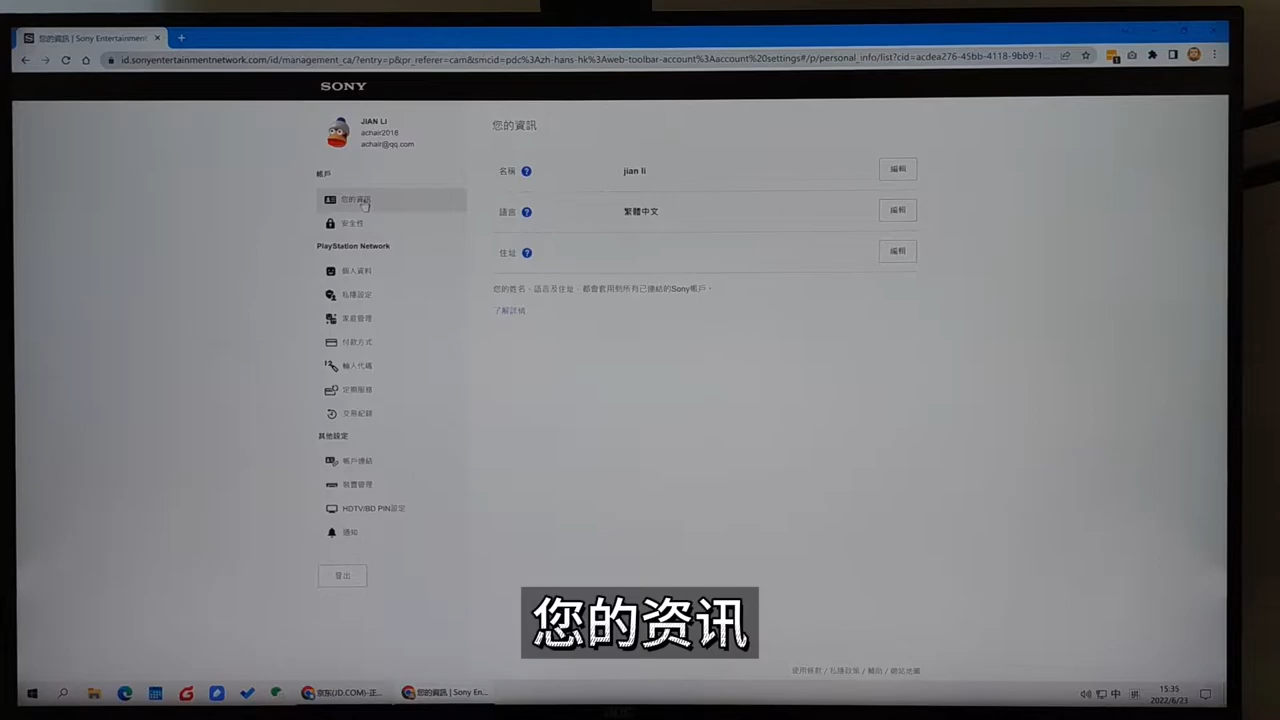 您的資訊 | Sony Entertainment
id.sonyentertainmentnetwork.com/id/management_ca/?entry=p&pr_referer=cam&smcid=pdc%3Azh-hans-hk%3Aweb-toolbar-account%3Aaccount%20settings#/p/personal_info/list?cid=acdea276-45bb-4118-9bb9-1...
SONY
JIAN LI
achair2018
achair@qq.com
帳戶
您的資訊
安全性
PlayStation Network
個人資料
私隱設定
家庭管理
付款方式
輸入代碼
定期服務
交易紀錄
其他設定
帳戶連結
裝置管理
HDTV/BD PIN設定
通知
登出
您的資訊
名稱 ? jian li 編輯
語言 ? 繁體中文 編輯
住址 ? 編輯
您的姓名、語言及住址，都會套用到所有已連結的Sony帳戶。
了解詳情
您的资讯
使用條款 / 私隱政策 / 輔助 / 網站地圖
京东(JD.COM)-正...
您的資訊 | Sony En...
中
拼
15:35
2022/6/23